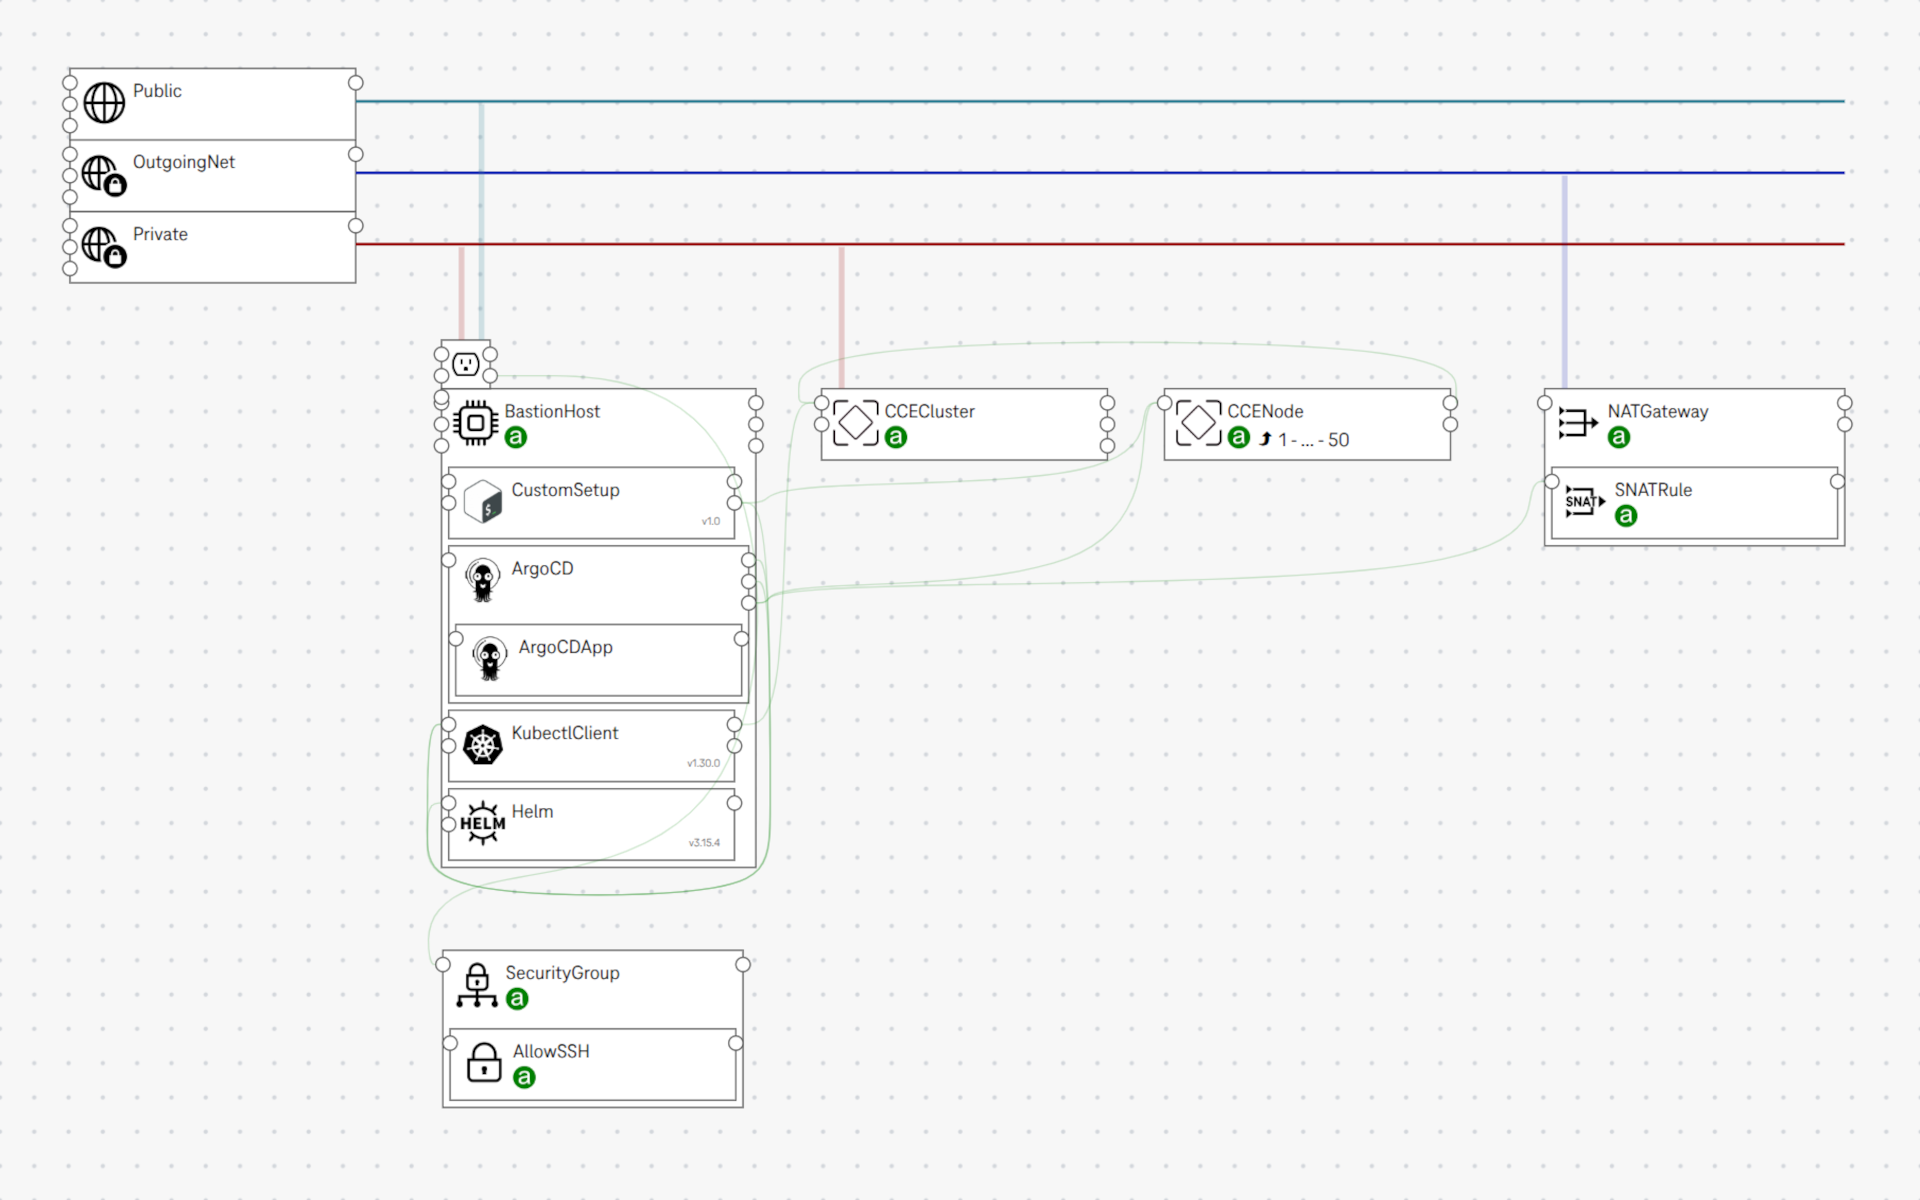 Public
OutgoingNet
Private
BastionHost
a
CustomSetup
$_
v1.0
ArgoCD
ArgoCDApp
KubectlClient
v1.30.0
Helm
HELM
v3.15.4
CCECluster
a
CCENode
a 1 - ... - 50
NATGateway
a
SNATRule
SNAT
a
SecurityGroup
a
AllowSSH
a